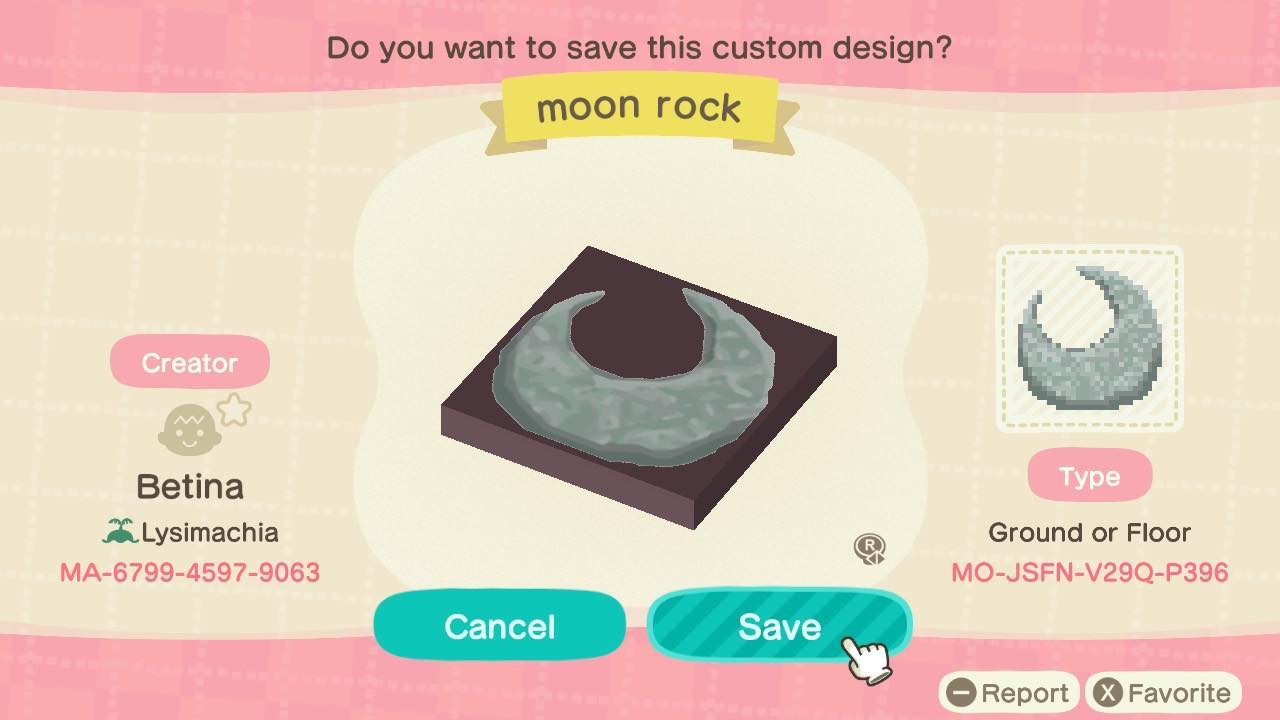 Do you want to save this custom design?
moon rock
Creator
Betina
Lysimachia
MA-6799-4597-9063
Type
Ground or Floor
MO-JSFN-V29Q-P396
R
Cancel
Save
Report
X Favorite